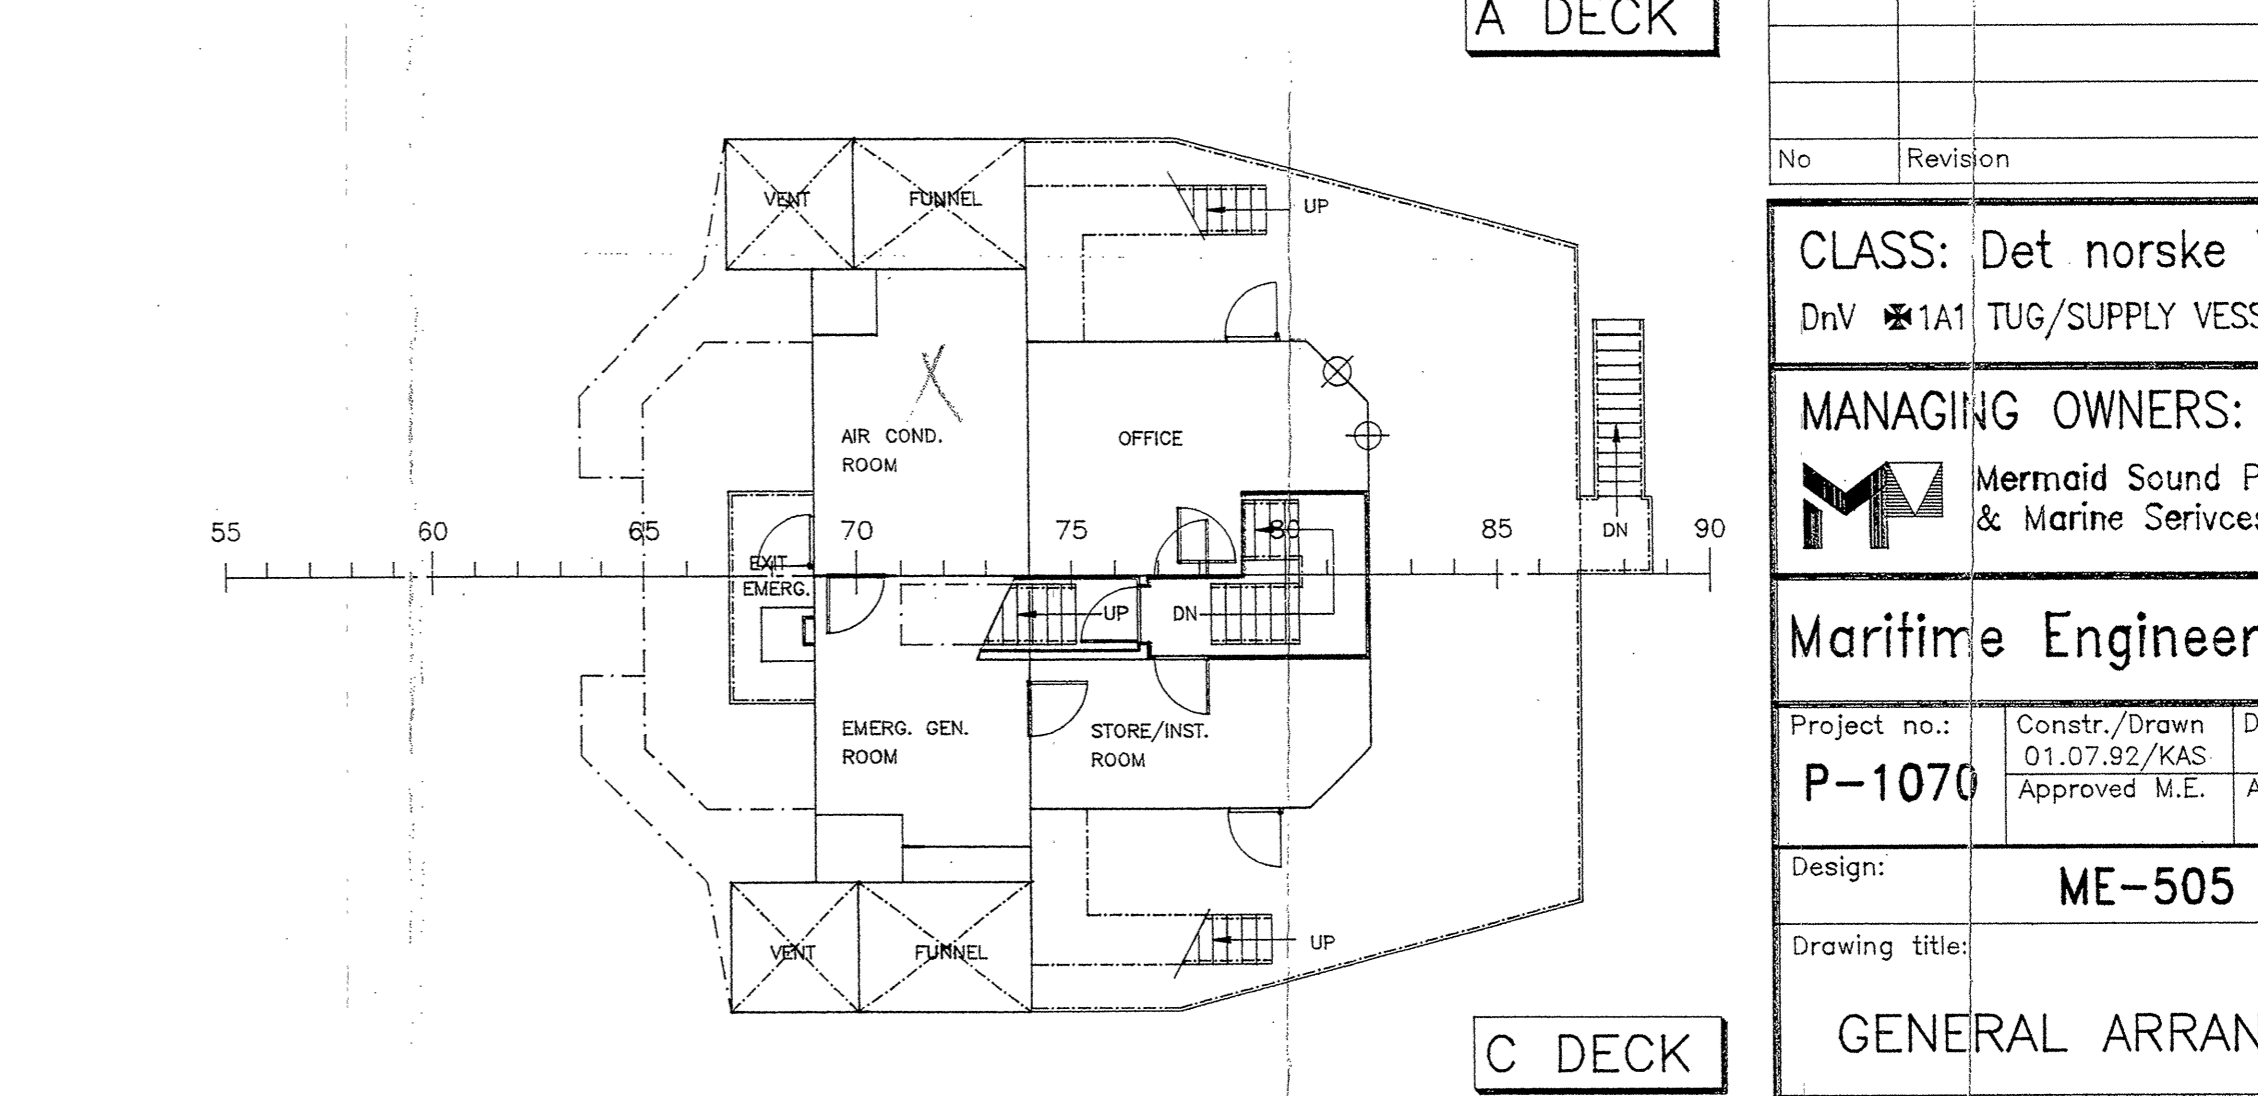 A DECK
VENT
FUNNEL
UP
AIR COND.
ROOM
OFFICE
55
60
65
70
75
80
85
90
DN
EXIT
EMERG.
UP
DN
EMERG. GEN.
ROOM
STORE/INST.
ROOM
VENT
FUNNEL
UP
C DECK
No
Revision
CLASS: Det norske
DnV ✠1A1 TUG/SUPPLY VESS
MANAGING OWNERS:
Mermaid Sound P
& Marine Serivces
Maritime Engineer
Project no.:
P-1070
Constr./Drawn
01.07.92/KAS
Approved M.E.
Design:
ME-505
Drawing title:
GENERAL ARRAN